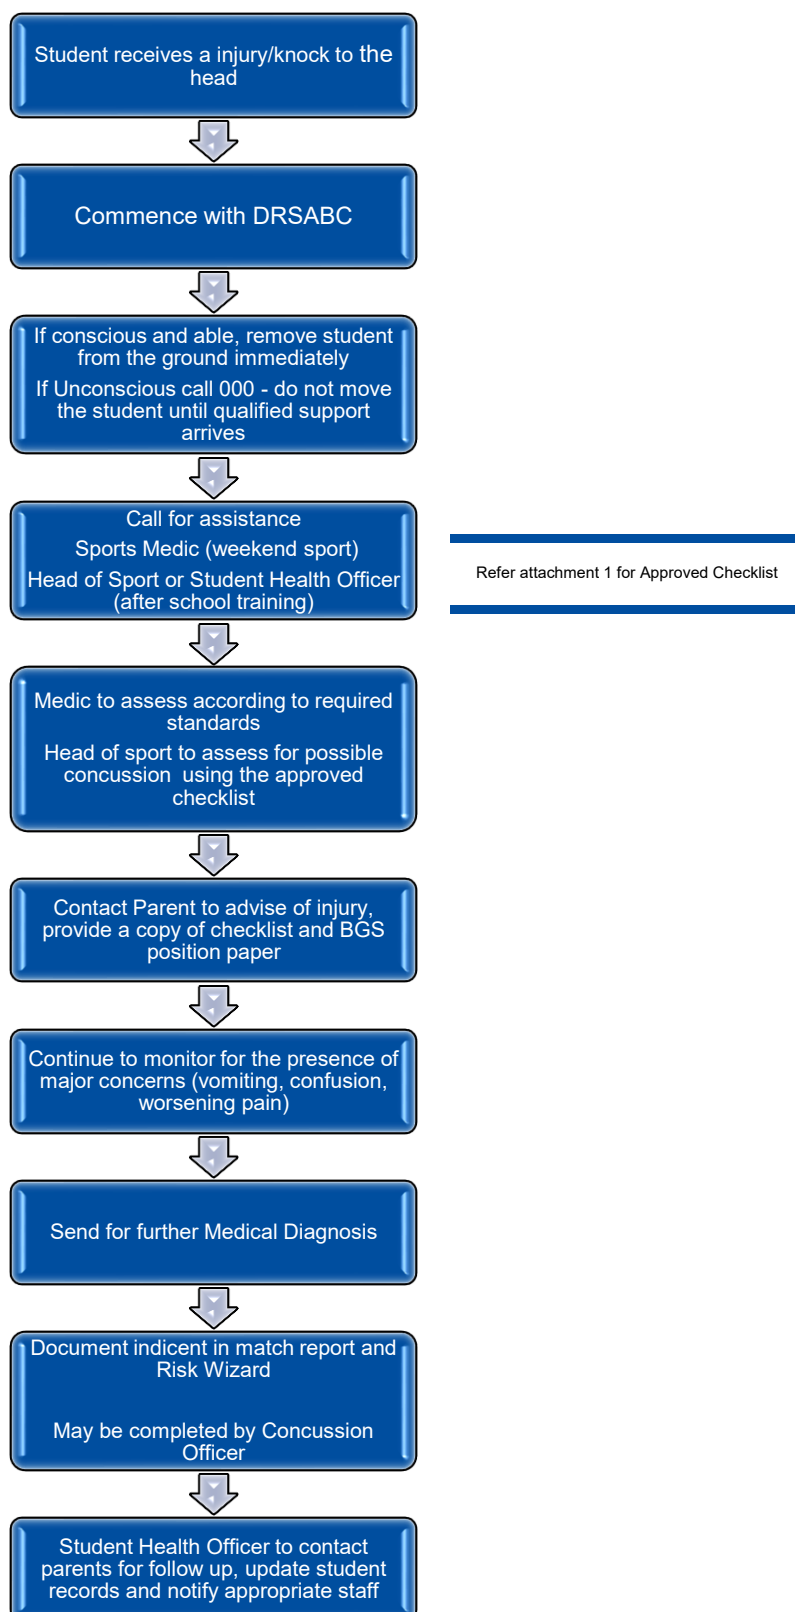 Student receives a injury/knock to the
head
Commence with DRSABC
If conscious and able, remove student
from the ground immediately
If Unconscious call 000 - do not move
the student until qualified support
arrives
Call for assistance
Sports Medic (weekend sport)
Head of Sport or Student Health Officer
(after school training)
Refer attachment 1 for Approved Checklist
Medic to assess according to required
standards
Head of sport to assess for possible
concussion  using the approved
checklist
Contact Parent to advise of injury,
provide a copy of checklist and BGS
position paper
Continue to monitor for the presence of
major concerns (vomiting, confusion,
worsening pain)
Send for further Medical Diagnosis
Document indicent in match report and
Risk Wizard
May be completed by Concussion
Officer
Student Health Officer to contact
parents for follow up, update student
records and notify appropriate staff